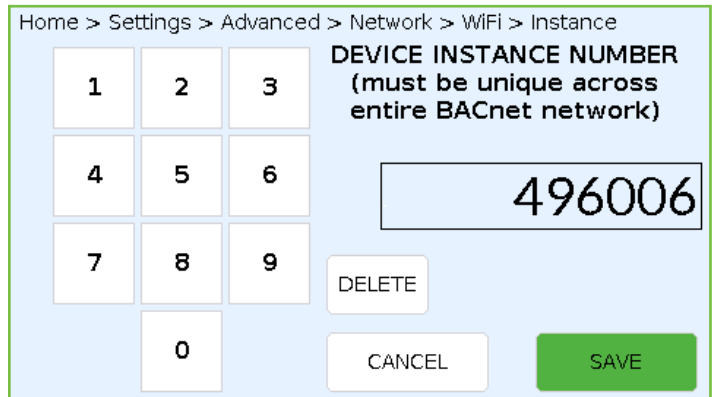 Home > Settings > Advanced > Network > WiFi > Instance
DEVICE INSTANCE NUMBER
(must be unique across
entire BACnet network)
1 2 3
4 5 6
496006
7 8 9
DELETE
0
CANCEL SAVE